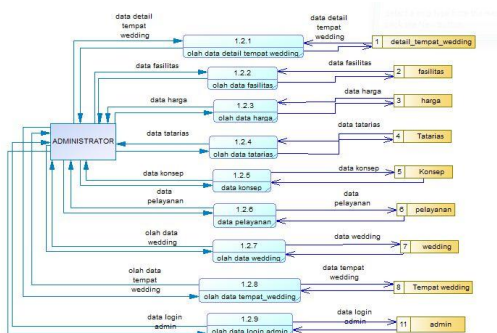 data detail
tempat
wedding
1.2.1
olah data detail tempat wedding
data detail
tempat
wedding
1 detail_tempat_wedding
data fasilitas
1.2.2
olah data fasilitas
data fasilitas
2 fasilitas
data harga
1.2.3
olah data harga
data harga
3 harga
ADMINISTRATOR
data tatarias
1.2.4
olah data tatarias
data tatarias
4 Tatarias
data konsep
1.2.5
data konsep
data konsep
5 Konsep
data
pelayanan
1.2.6
data pelayanan
data
pelayanan
6 pelayanan
olah data
wedding
1.2.7
olah data wedding
data wedding
7 wedding
olah data
tempat
wedding
1.2.8
olah data tempat_wedding
data tempat
wedding
8 Tempat wedding
data login
admin
1.2.9
olah data login admin
data login
admin
11 admin